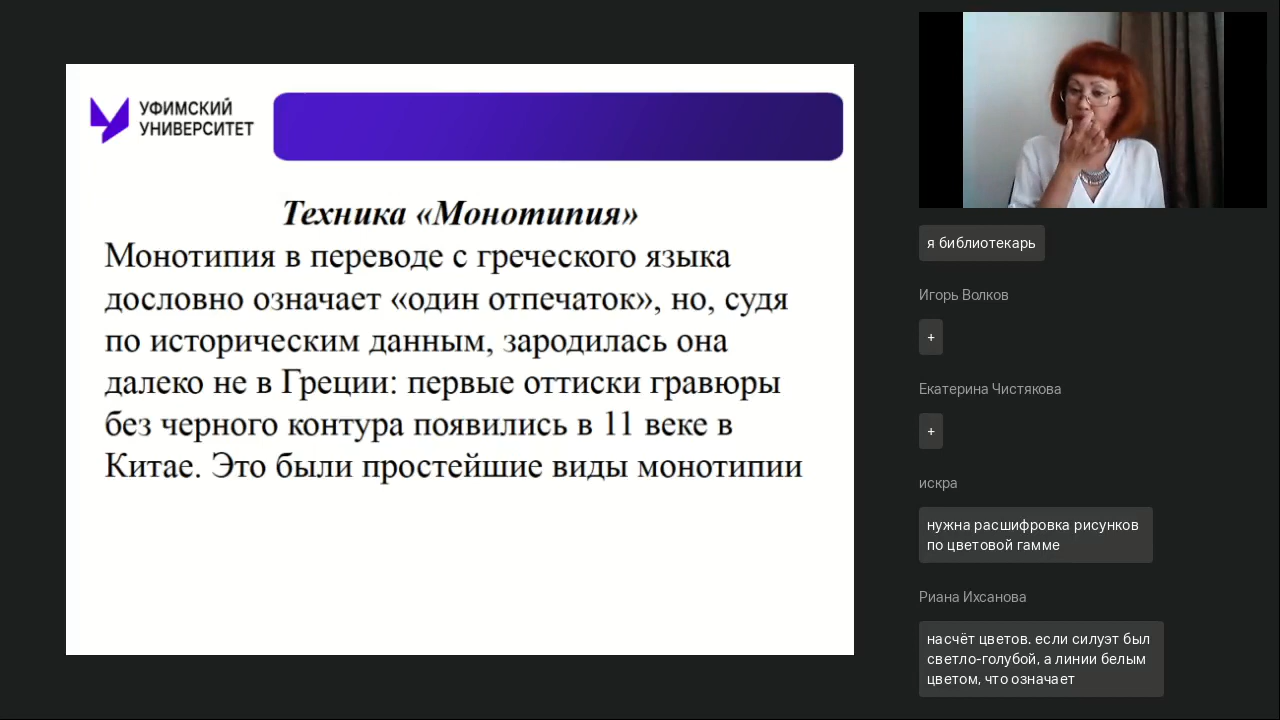 УФИМСКИЙ
УНИВЕРСИТЕТ
Техника «Монотипия»
Монотипия в переводе с греческого языка
дословно означает «один отпечаток», но, судя
по историческим данным, зародилась она
далеко не в Греции: первые оттиски гравюры
без черного контура появились в 11 веке в
Китае. Это были простейшие виды монотипии
я библиотекарь
Игорь Волков
+
Екатерина Чистякова
+
искра
нужна расшифровка рисунков
по цветовой гамме
Риана Ихсанова
насчёт цветов. если силуэт был
светло-голубой, а линии белым
цветом, что означает